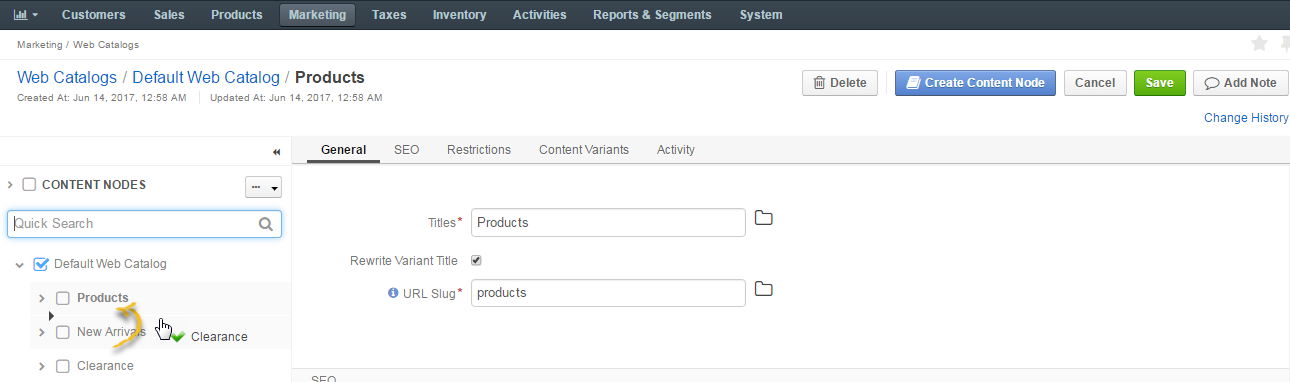 Customers Sales Products Marketing Taxes Inventory Activities Reports & Segments System
Marketing / Web Catalogs
Web Catalogs / Default Web Catalog / Products
Created At: Jun 14, 2017, 12:58 AM Updated At: Jun 14, 2017, 12:58 AM
Delete Create Content Node Cancel Save Add Note
Change History
General SEO Restrictions Content Variants Activity
CONTENT NODES
...
Quick Search
Default Web Catalog
Products
New Arrivals
Clearance
Clearance
Titles* Products
Rewrite Variant Title
URL Slug* products
SEO